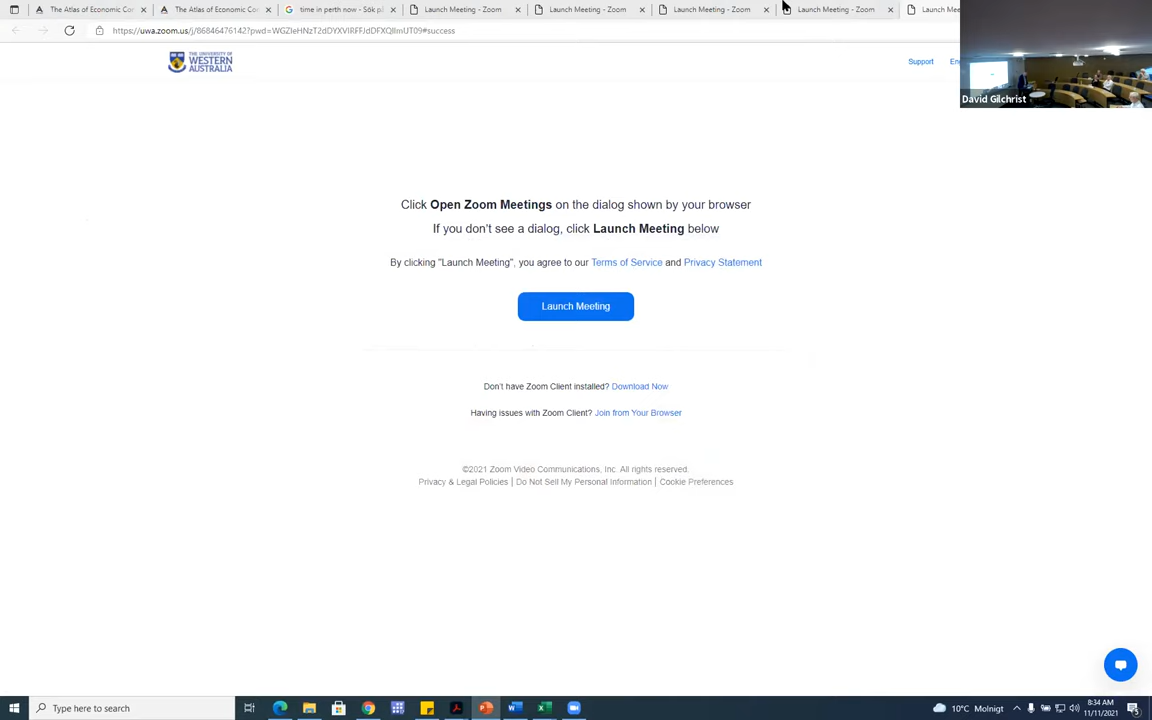 The Atlas of Economic Co
The Atlas of Economic Co
time in perth now - Sök p
Launch Meeting - Zoom
Launch Meeting - Zoom
Launch Meeting - Zoom
Launch Meeting - Zoom
Launch Mee
https://uwa.zoom.us/j/86846476142?pwd=WGZIeHNzT2dDYXVIRFFJdDFXQllmUT09#success
THE UNIVERSITY OF
WESTERN
AUSTRALIA
Support
En
David Gilchrist
Click Open Zoom Meetings on the dialog shown by your browser
If you don't see a dialog, click Launch Meeting below
By clicking "Launch Meeting", you agree to our Terms of Service and Privacy Statement
Launch Meeting
Don't have Zoom Client installed? Download Now
Having issues with Zoom Client? Join from Your Browser
©2021 Zoom Video Communications, Inc. All rights reserved.
Privacy & Legal Policies | Do Not Sell My Personal Information | Cookie Preferences
Type here to search
10°C Molnigt
8:34 AM
11/11/2021
5